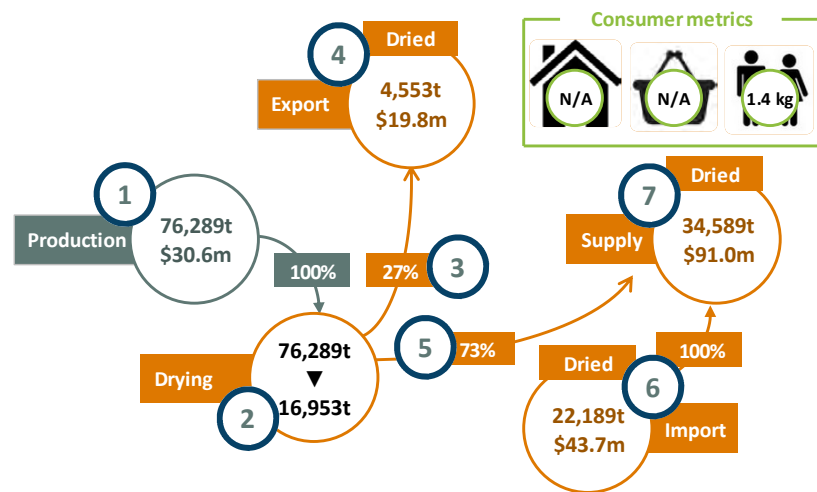 Consumer metrics
N/A
N/A
1.4 kg
4
Dried
Export
4,553t
$19.8m
1
Production
76,289t
$30.6m
100%
27%
3
7
Dried
Supply
34,589t
$91.0m
Drying
76,289t
▼
16,953t
2
5
73%
Dried
100%
6
22,189t
$43.7m
Import